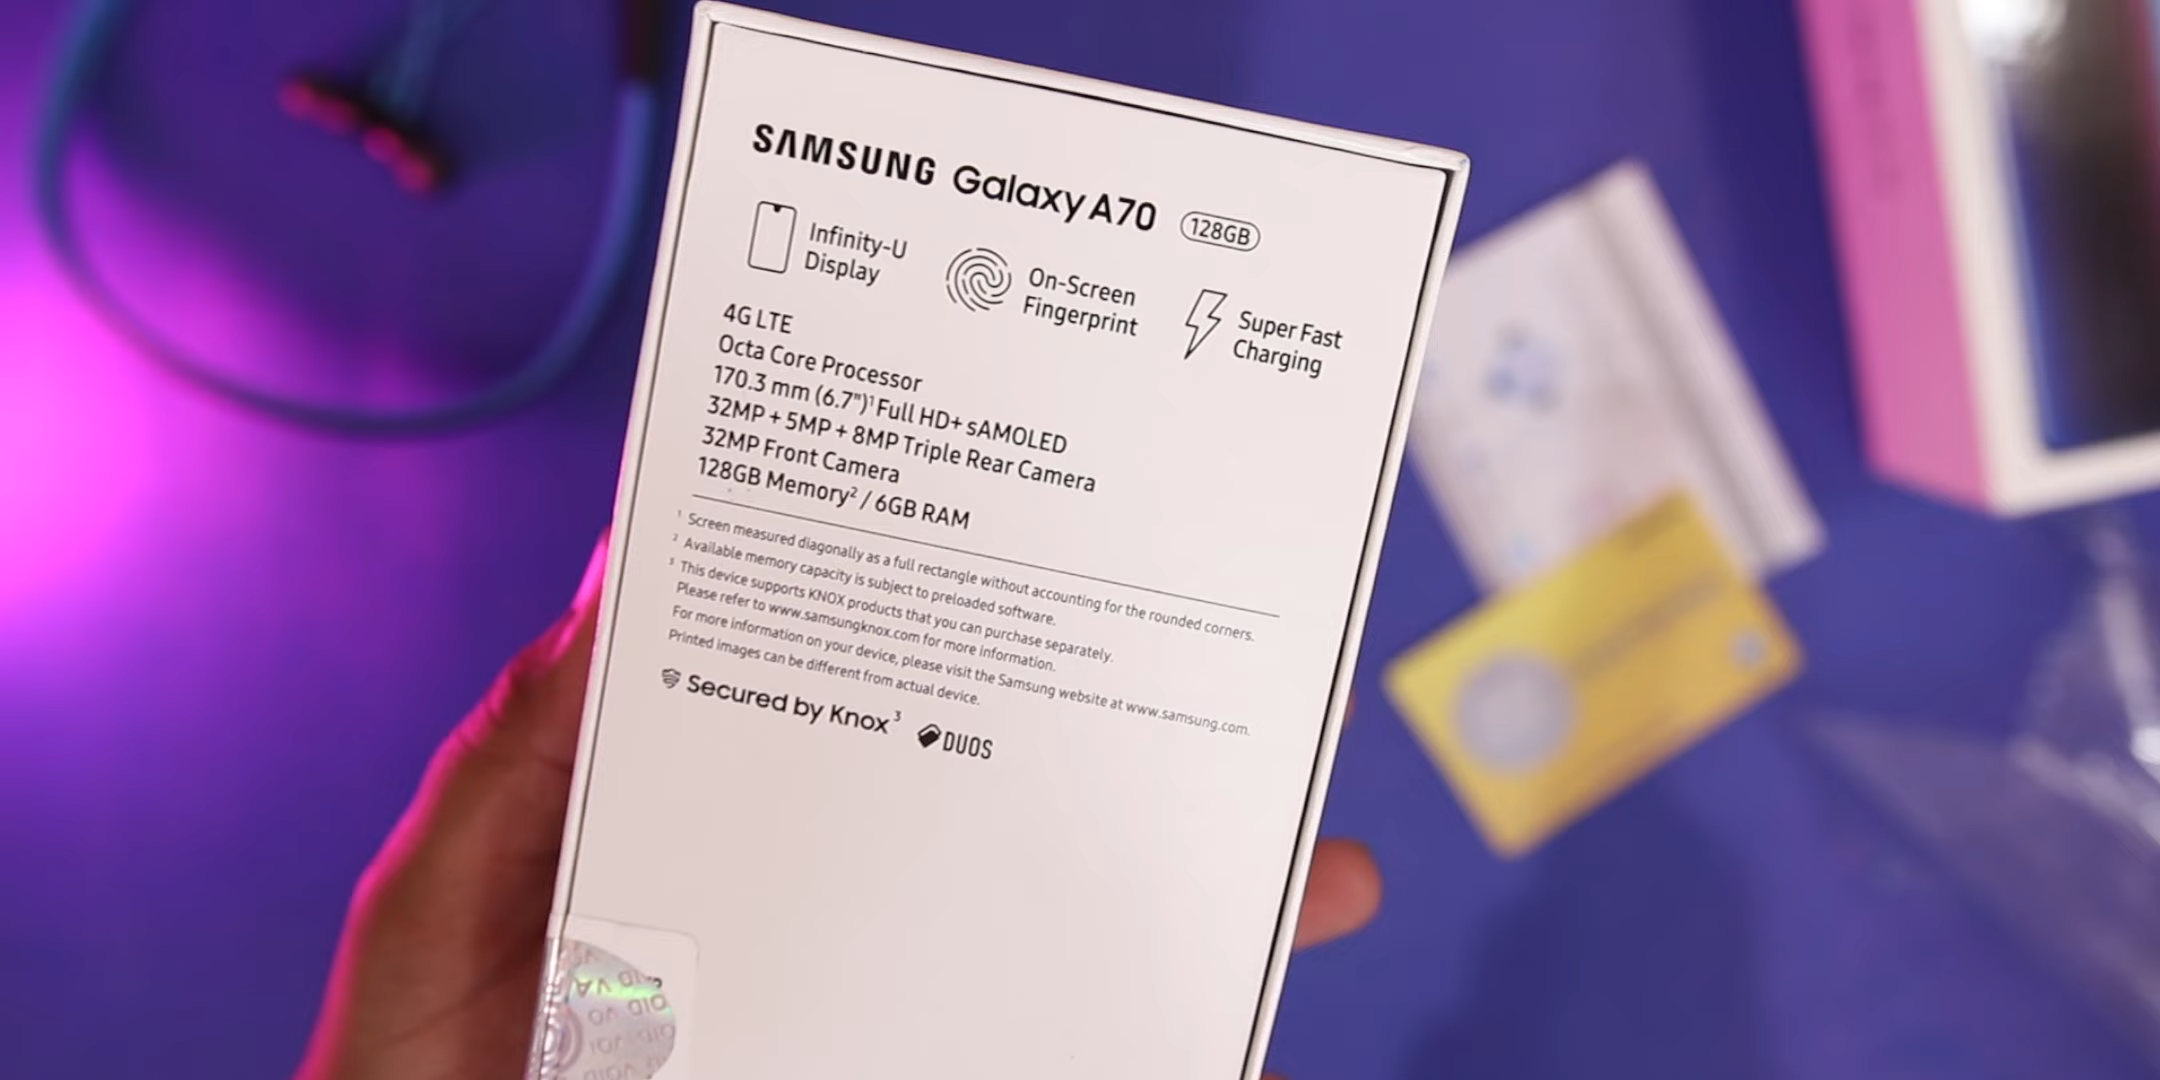 SAMSUNG Galaxy A70 128GB
Infinity-U
Display
On-Screen
Fingerprint
Super Fast
Charging
4G LTE
Octa Core Processor
170.3 mm (6.7")¹ Full HD+ sAMOLED
32MP + 5MP + 8MP Triple Rear Camera
32MP Front Camera
128GB Memory² / 6GB RAM
¹ Screen measured diagonally as a full rectangle without accounting for the rounded corners.
² Available memory capacity is subject to preloaded software.
³ This device supports KNOX products that you can purchase separately.
Please refer to www.samsungknox.com for more information.
For more information on your device, please visit the Samsung website at www.samsung.com.
Printed images can be different from actual device.
Secured by Knox³ DUOS